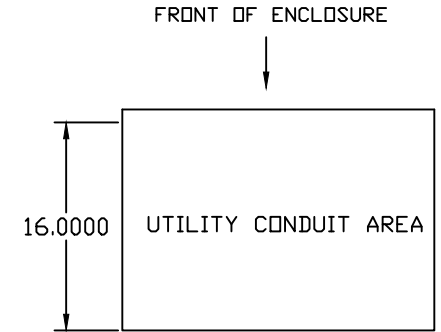 FRONT OF ENCLOSURE
16.0000
UTILITY CONDUIT AREA